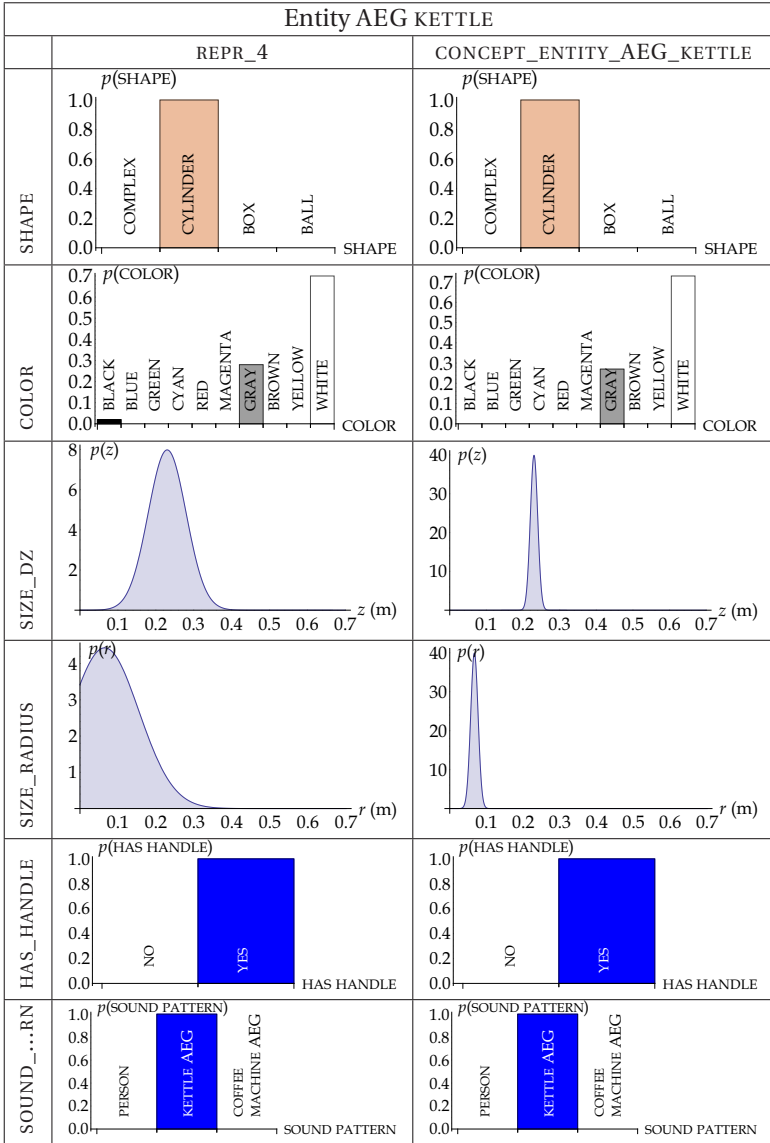 Entity AEG KETTLE
REPR_4
CONCEPT_ENTITY_AEG_KETTLE
SHAPE
p(SHAPE)
1.0
0.8
0.6
0.4
0.2
0.0
COMPLEX
CYLINDER
BOX
BALL
SHAPE
p(SHAPE)
1.0
0.8
0.6
0.4
0.2
0.0
COMPLEX
CYLINDER
BOX
BALL
SHAPE
COLOR
p(COLOR)
0.7
0.6
0.5
0.4
0.3
0.2
0.1
0.0
BLACK
BLUE
GREEN
CYAN
RED
MAGENTA
GRAY
BROWN
YELLOW
WHITE
COLOR
p(COLOR)
0.7
0.6
0.5
0.4
0.3
0.2
0.1
0.0
BLACK
BLUE
GREEN
CYAN
RED
MAGENTA
GRAY
BROWN
YELLOW
WHITE
COLOR
SIZE_DZ
p(z)
8
6
4
2
0.1 0.2 0.3 0.4 0.5 0.6 0.7
z (m)
p(z)
40
30
20
10
0.1 0.2 0.3 0.4 0.5 0.6 0.7
z (m)
SIZE_RADIUS
p(r)
4
3
2
1
0.1 0.2 0.3 0.4 0.5 0.6 0.7
r (m)
p(r)
40
30
20
10
0.1 0.2 0.3 0.4 0.5 0.6 0.7
r (m)
HAS_HANDLE
p(HAS HANDLE)
1.0
0.8
0.6
0.4
0.2
0.0
NO
YES
HAS HANDLE
p(HAS HANDLE)
1.0
0.8
0.6
0.4
0.2
0.0
NO
YES
HAS HANDLE
SOUND_...RN
p(SOUND PATTERN)
1.0
0.8
0.6
0.4
0.2
0.0
PERSON
KETTLE AEG
COFFEE
MACHINE AEG
SOUND PATTERN
p(SOUND PATTERN)
1.0
0.8
0.6
0.4
0.2
0.0
PERSON
KETTLE AEG
COFFEE
MACHINE AEG
SOUND PATTERN